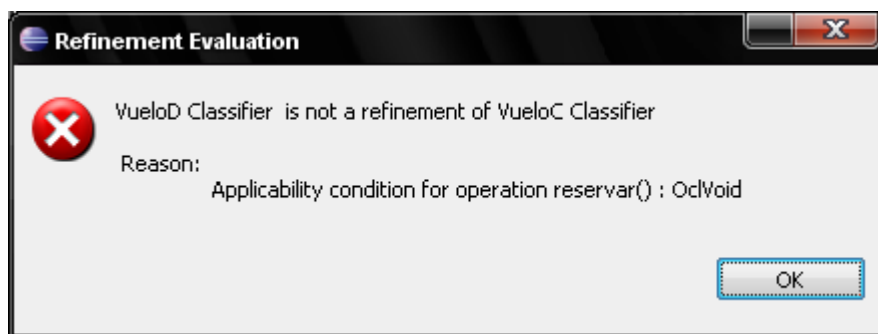 Refinement Evaluation
VueloD Classifier is not a refinement of VueloC Classifier
Reason:
Applicability condition for operation reservar() : OclVoid
OK